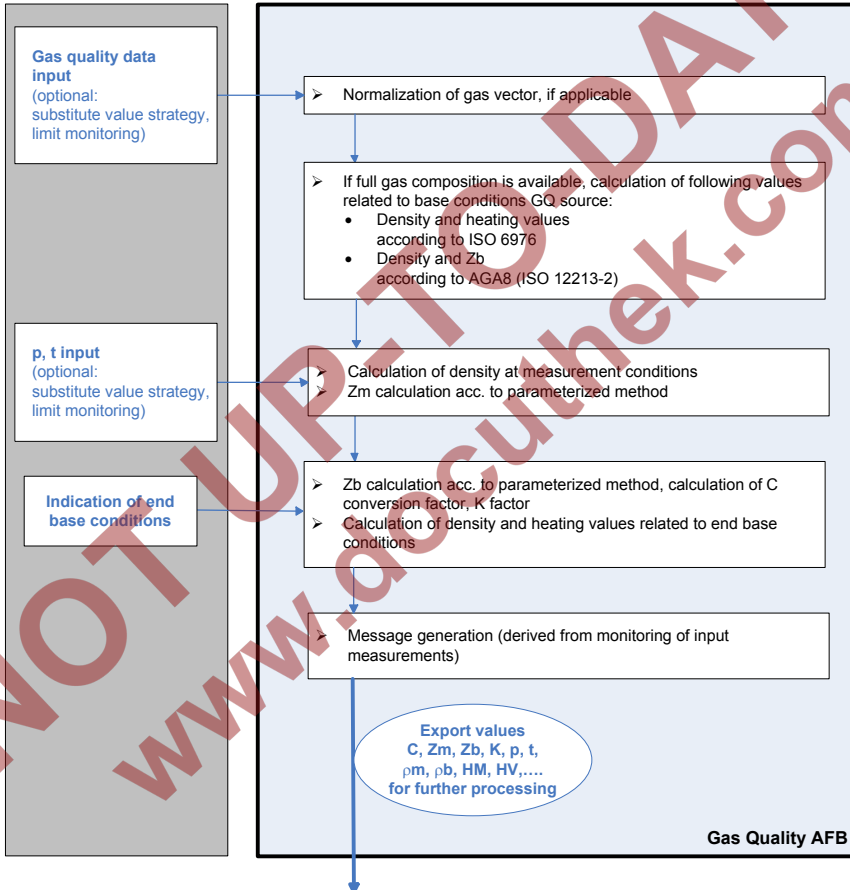 Gas quality data
input
(optional:
substitute value strategy,
limit monitoring)
➢ Normalization of gas vector, if applicable
➢ If full gas composition is available, calculation of following values
related to base conditions GQ source:
• Density and heating values
according to ISO 6976
• Density and Zb
according to AGA8 (ISO 12213-2)
p, t input
(optional:
substitute value strategy,
limit monitoring)
➢ Calculation of density at measurement conditions
➢ Zm calculation acc. to parameterized method
Indication of end
base conditions
➢ Zb calculation acc. to parameterized method, calculation of C
conversion factor, K factor
➢ Calculation of density and heating values related to end base
conditions
➢ Message generation (derived from monitoring of input
measurements)
Export values
C, Zm, Zb, K, p, t,
ρm, ρb, HM, HV,....
for further processing
Gas Quality AFB
NOT UP-TO-DAT
www.docuthek.com